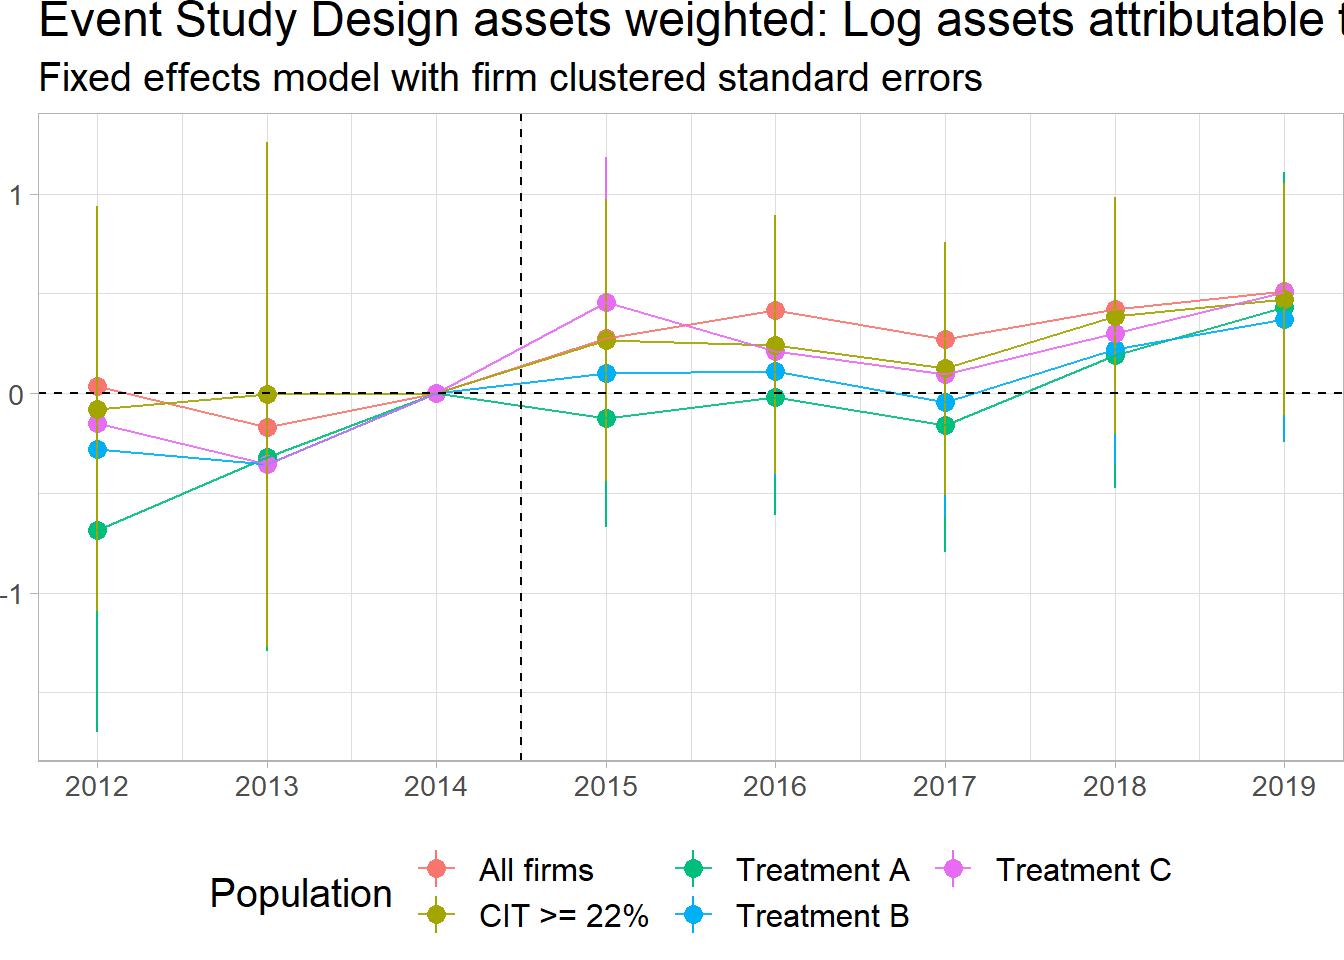 Event Study Design assets weighted: Log assets attributable
Fixed effects model with firm clustered standard errors
1
0
-1
2012 2013 2014 2015 2016 2017 2018 2019
Population
All firms Treatment A Treatment C
CIT >= 22% Treatment B